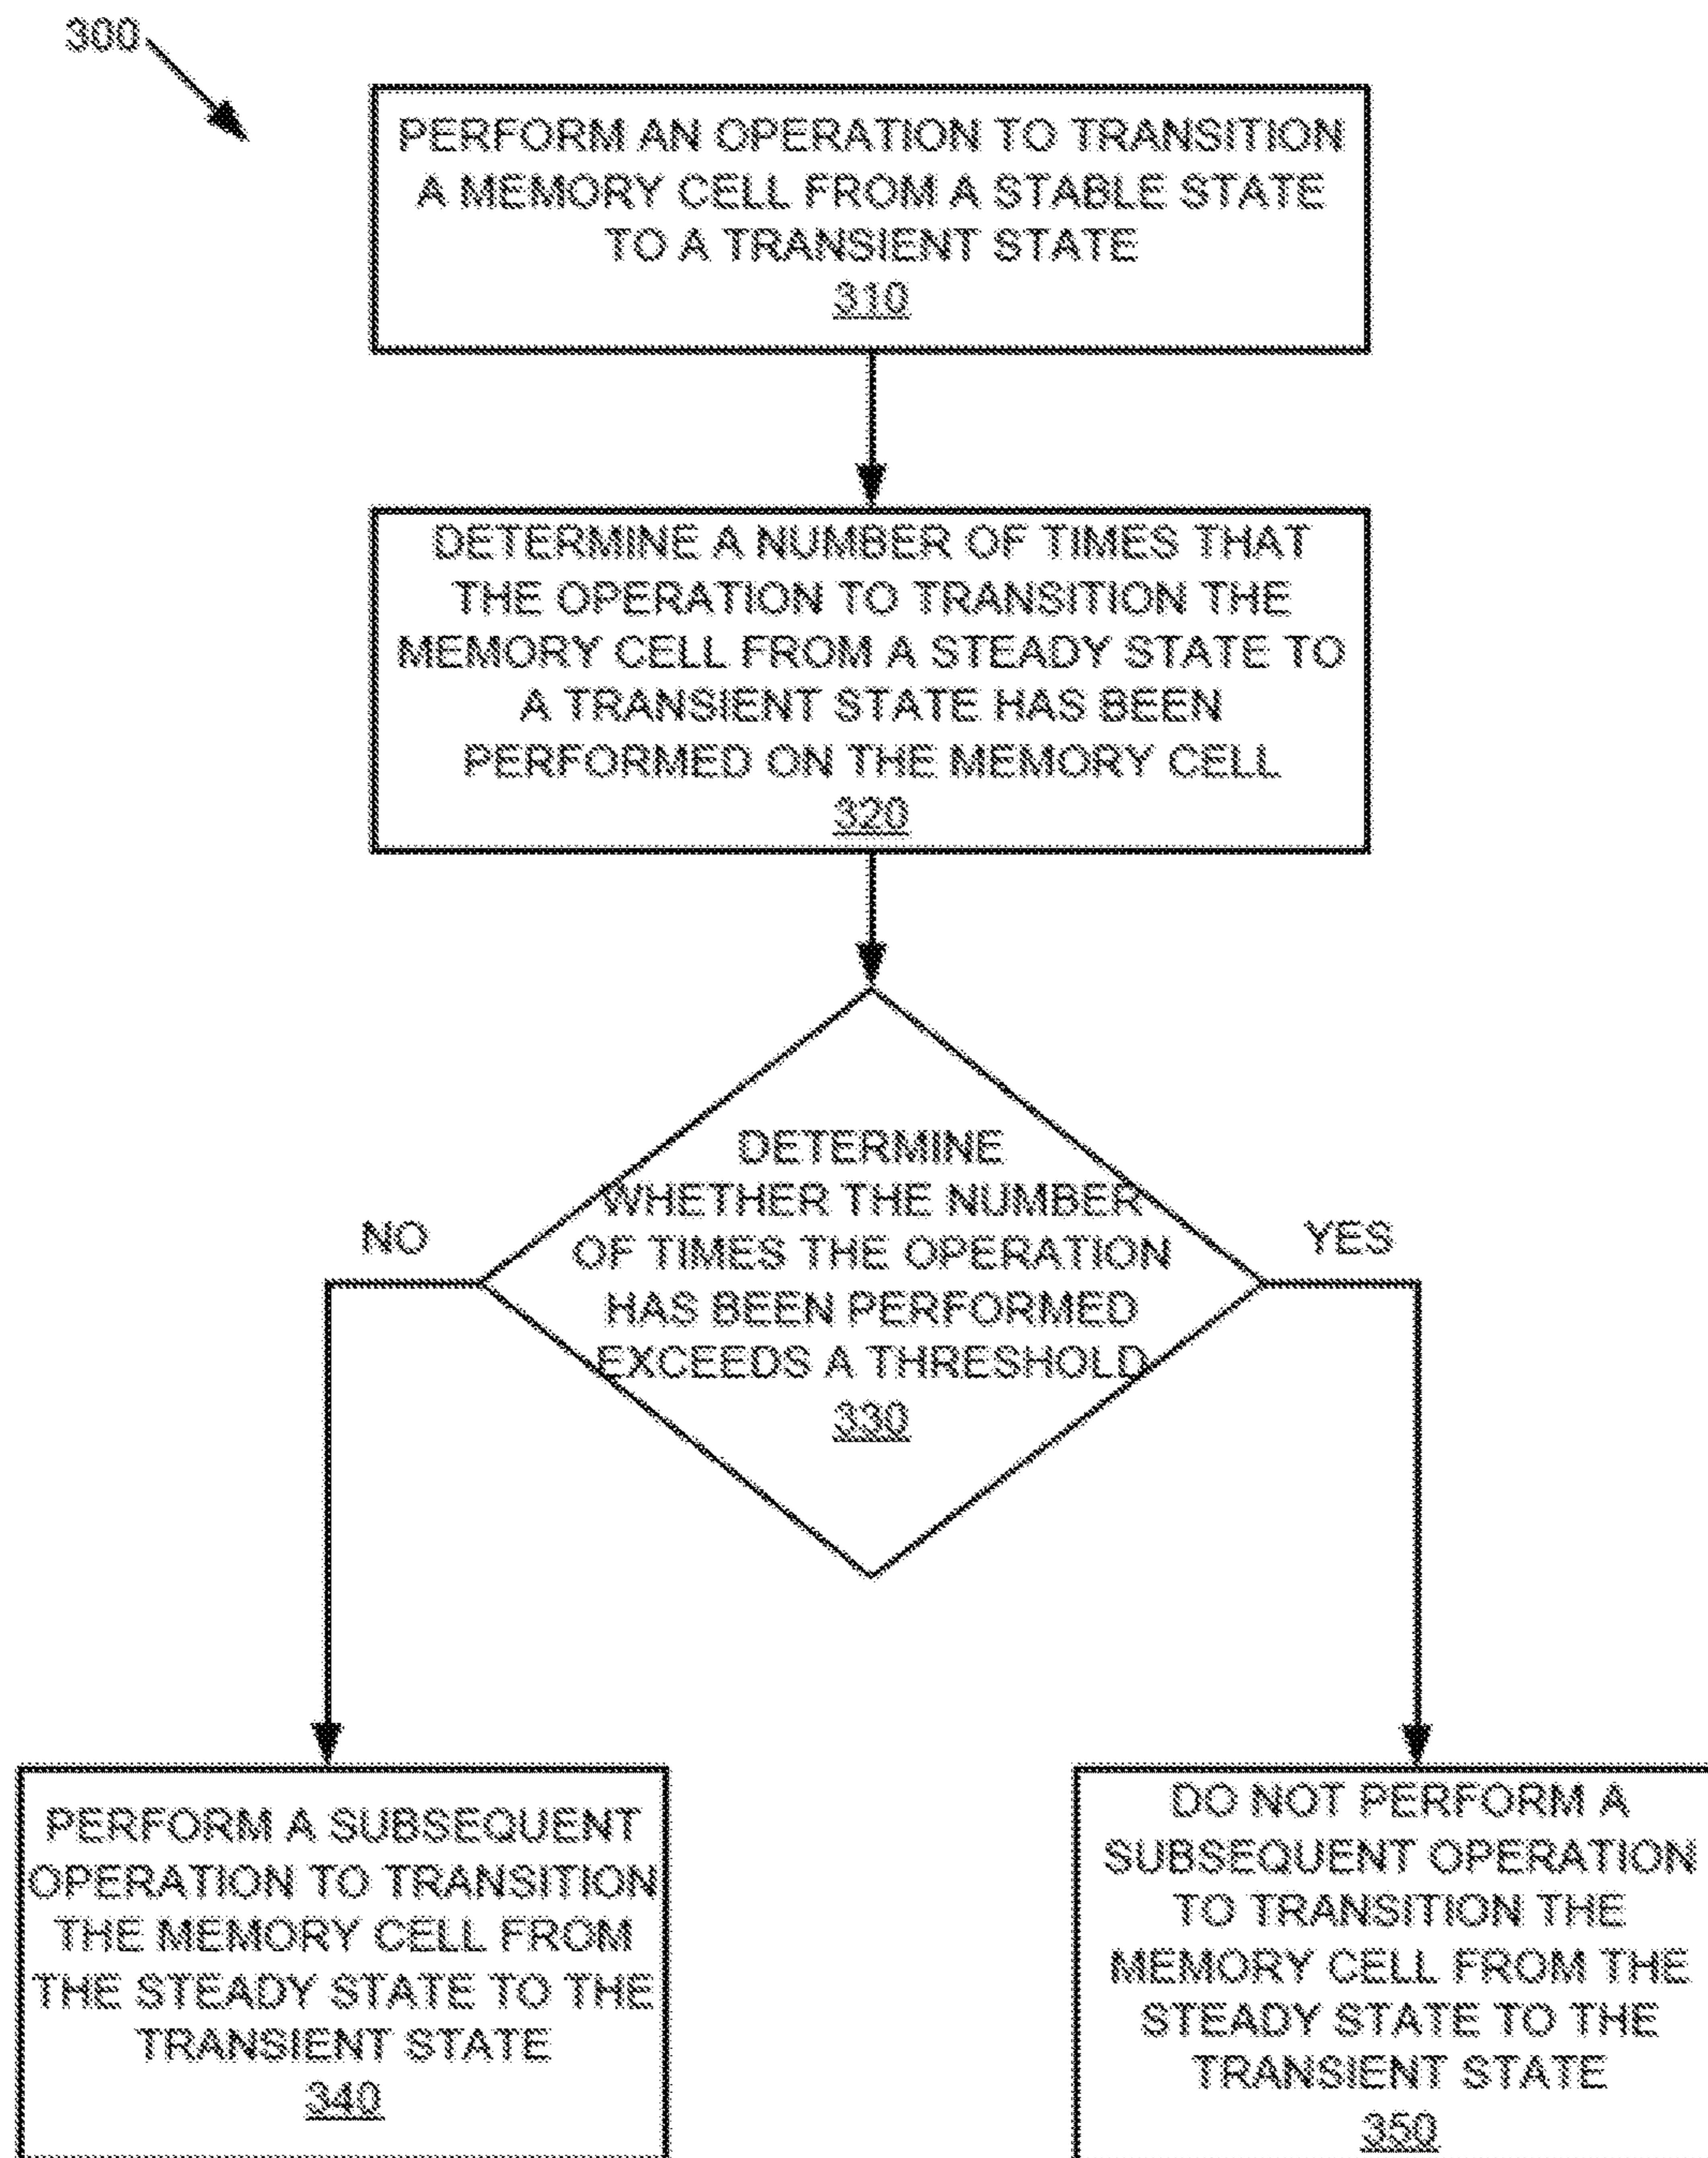 300
PERFORM AN OPERATION TO TRANSITION
A MEMORY CELL FROM A STABLE STATE
TO A TRANSIENT STATE
310
DETERMINE A NUMBER OF TIMES THAT
THE OPERATION TO TRANSITION THE
MEMORY CELL FROM A STEADY STATE TO
A TRANSIENT STATE HAS BEEN
PERFORMED ON THE MEMORY CELL
320
DETERMINE
WHETHER THE NUMBER
OF TIMES THE OPERATION
HAS BEEN PERFORMED
EXCEEDS A THRESHOLD
330
NO
YES
PERFORM A SUBSEQUENT
OPERATION TO TRANSITION
THE MEMORY CELL FROM
THE STEADY STATE TO THE
TRANSIENT STATE
340
DO NOT PERFORM A
SUBSEQUENT OPERATION
TO TRANSITION THE
MEMORY CELL FROM THE
STEADY STATE TO THE
TRANSIENT STATE
350